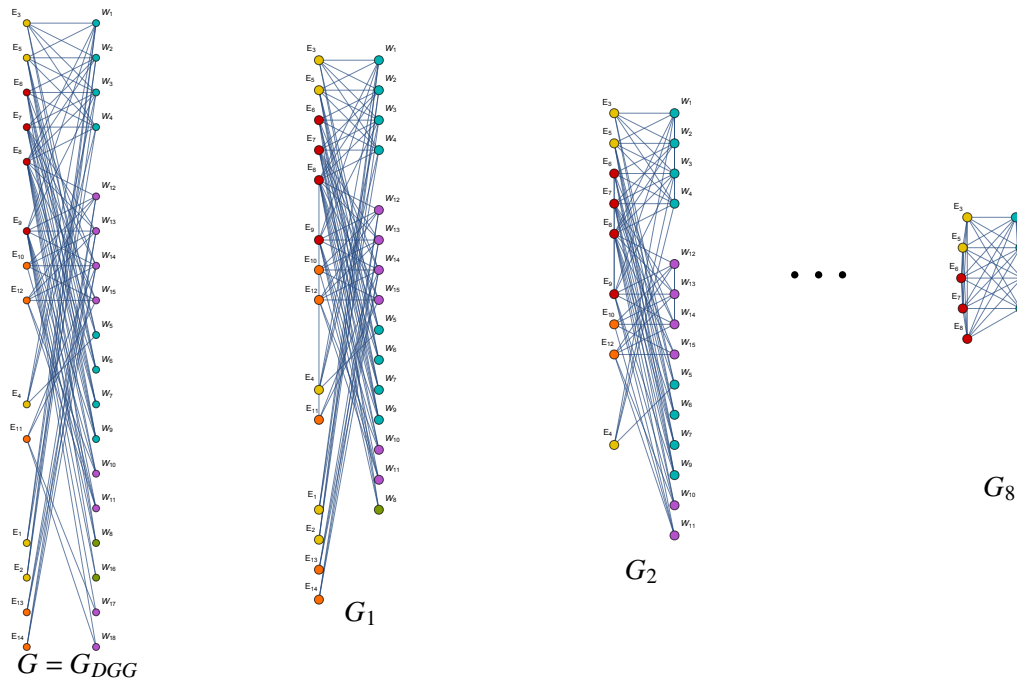 E₃ W₁
E₅ W₂
E₆ W₃
E₇ W₄
E₈
W₁₂
E₉ W₁₃
E₁₀ W₁₄
E₁₂ W₁₅
W₅
W₆
E₄ W₇
E₁₁ W₉
W₁₀
W₁₁
E₁ W₈
E₂ W₁₆
E₁₃ W₁₇
E₁₄ W₁₈
G = G_DGG
E₃ W₁
E₅ W₂
E₆ W₃
E₇ W₄
E₈
W₁₂
E₉ W₁₃
E₁₀ W₁₄
E₁₂ W₁₅
W₅
W₆
E₄ W₇
E₁₁ W₉
W₁₀
W₁₁
E₁ W₈
E₂
E₁₃
E₁₄
G₁
E₃ W₁
E₅ W₂
E₆ W₃
E₇ W₄
E₈
W₁₂
E₉ W₁₃
E₁₀ W₁₄
E₁₂ W₁₅
W₅
W₆
E₄ W₇
W₉
W₁₀
W₁₁
G₂
• • •
E₃
E₅
E₆
E₇
E₈
G₈